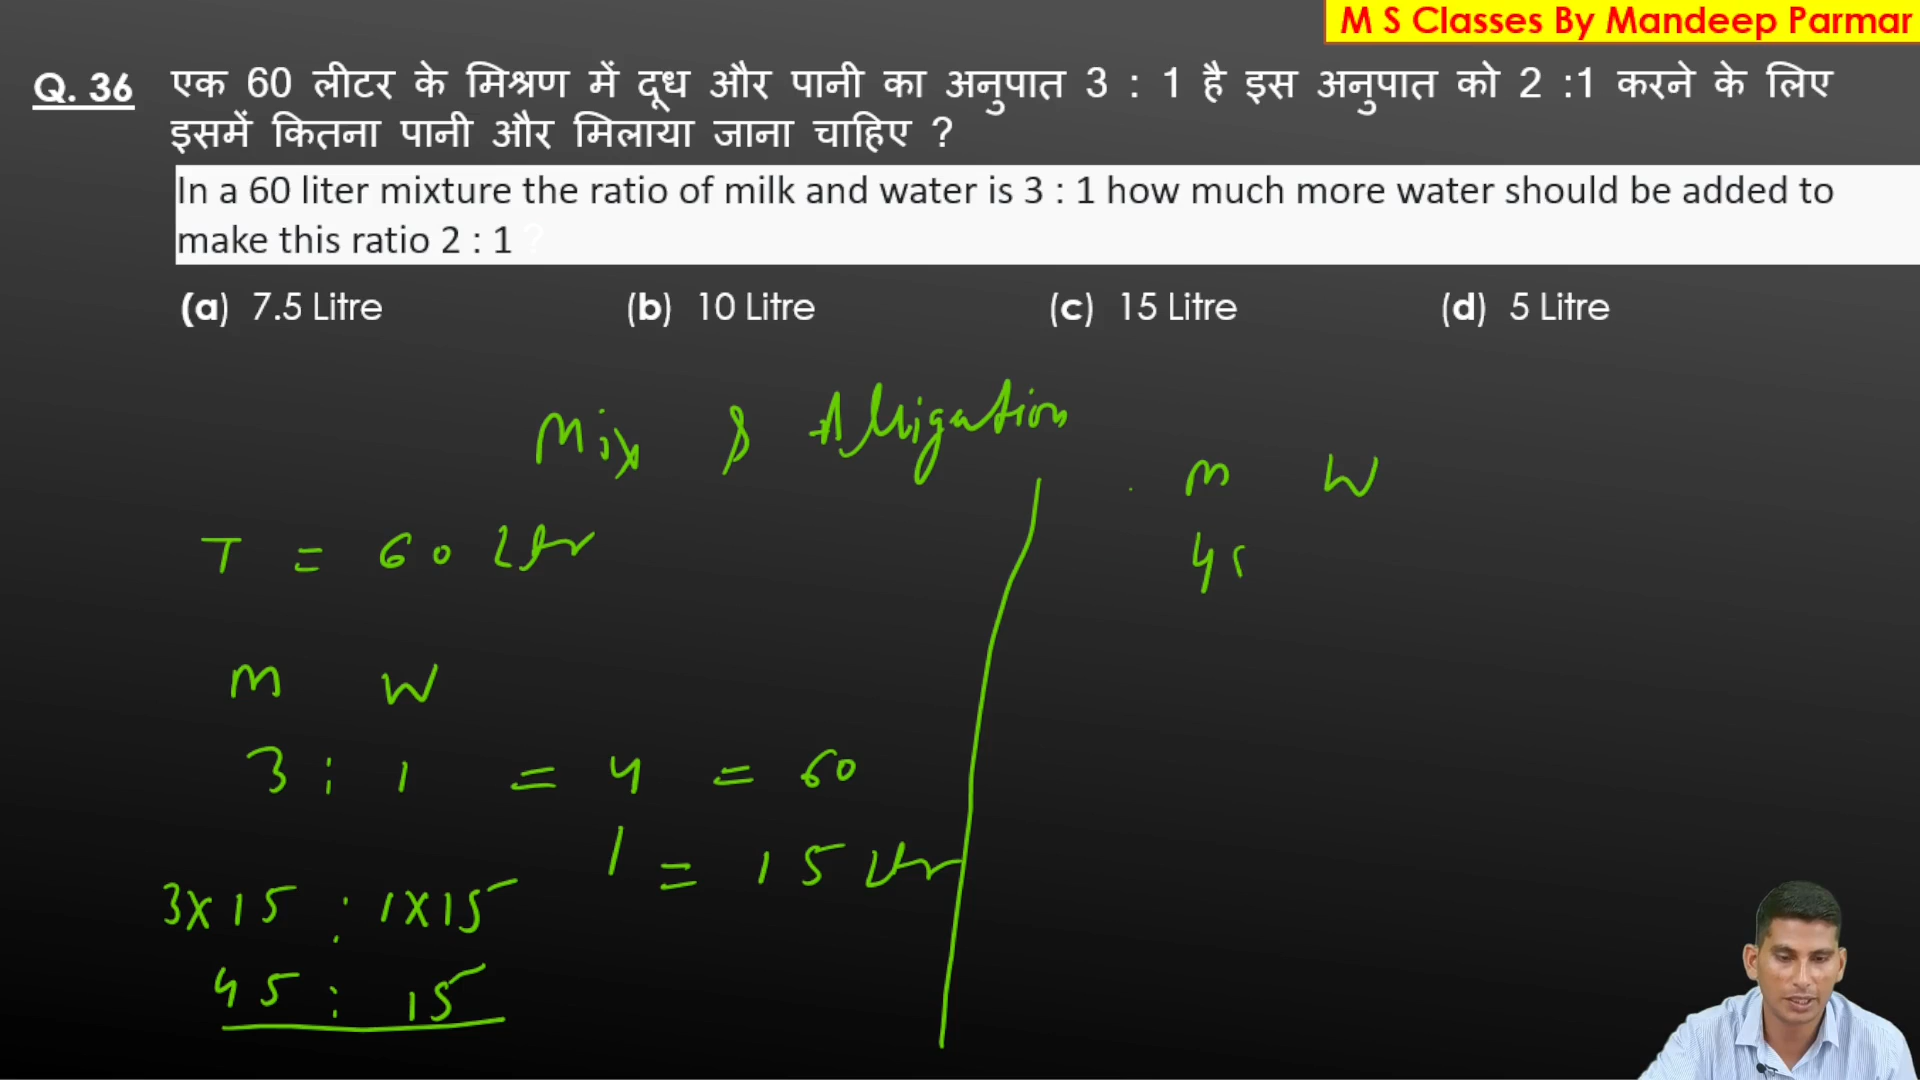 M S Classes By Mandeep Parmar
Q. 36 एक 60 लीटर के मिश्रण में दूध और पानी का अनुपात 3 : 1 है इस अनुपात को 2 :1 करने के लिए
इसमें कितना पानी और मिलाया जाना चाहिए ?
In a 60 liter mixture the ratio of milk and water is 3 : 1 how much more water should be added to
make this ratio 2 : 1 ?
(a) 7.5 Litre (b) 10 Litre (c) 15 Litre (d) 5 Litre
Mix & Alligation
M W
T = 60 Ltr
4
M W
3 : 1 = 4 = 60
1 = 15 Ltr
3x15 : 1x15
45 : 15